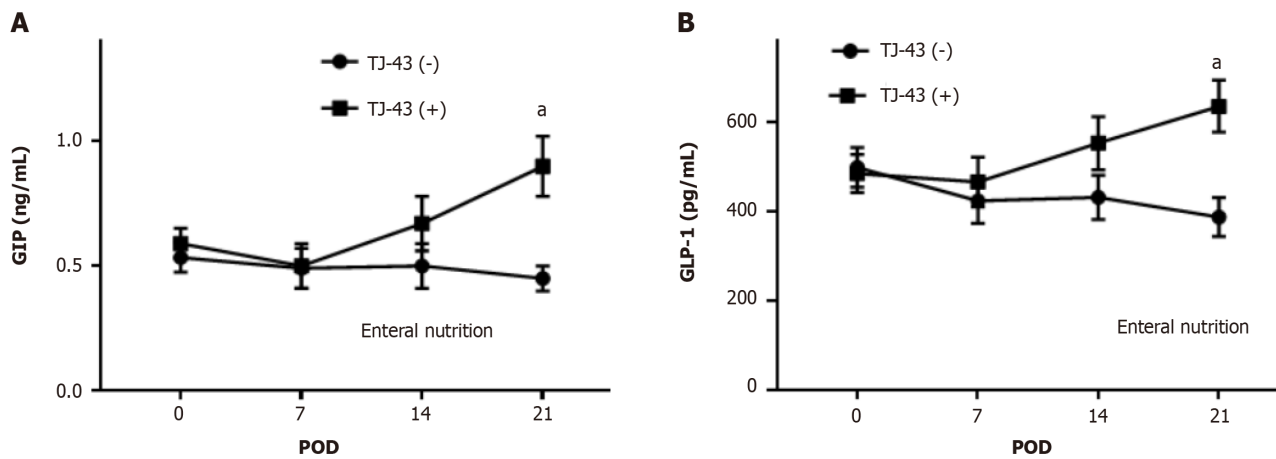 A
TJ-43 (-)
TJ-43 (+)
a
1.0
0.5
0.0
GIP (ng/mL)
Enteral nutrition
0 7 14 21
POD
B
TJ-43 (-)
TJ-43 (+)
a
600
400
200
0
GLP-1 (pg/mL)
Enteral nutrition
0 7 14 21
POD